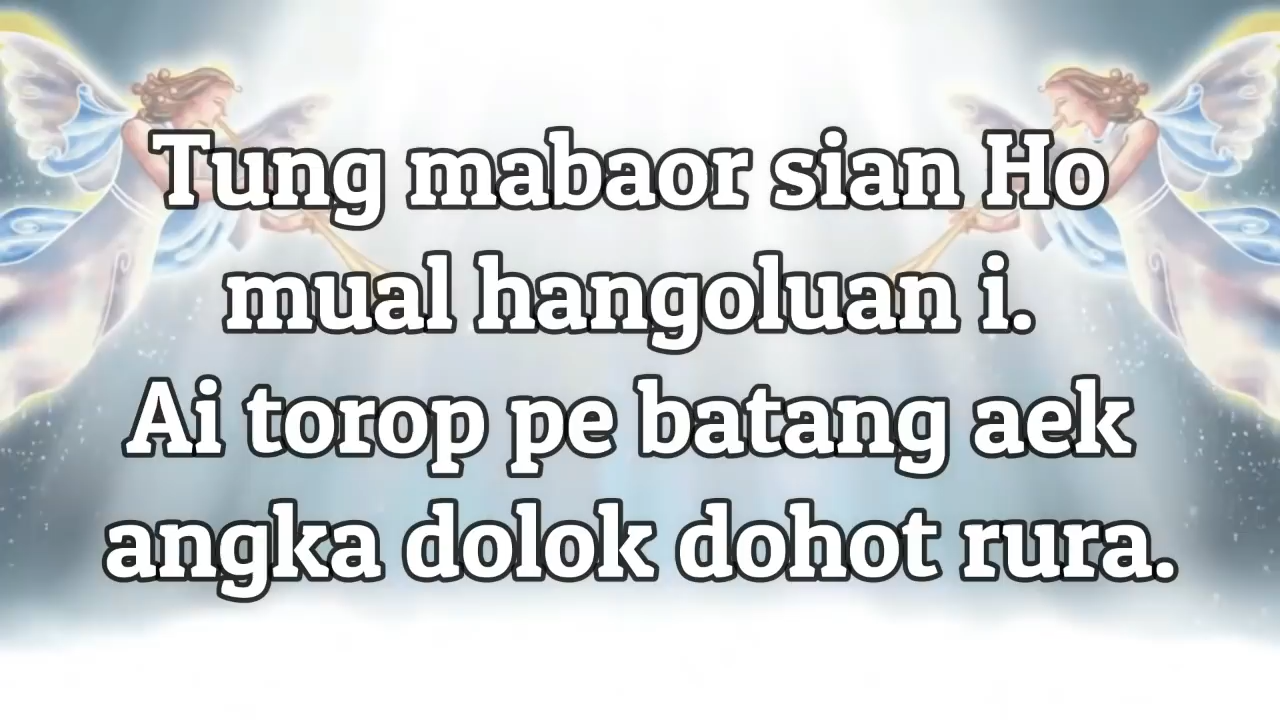 Tung mabaor sian Ho
mual hangoluan i.
Ai torop pe batang aek
angka dolok dohot rura.